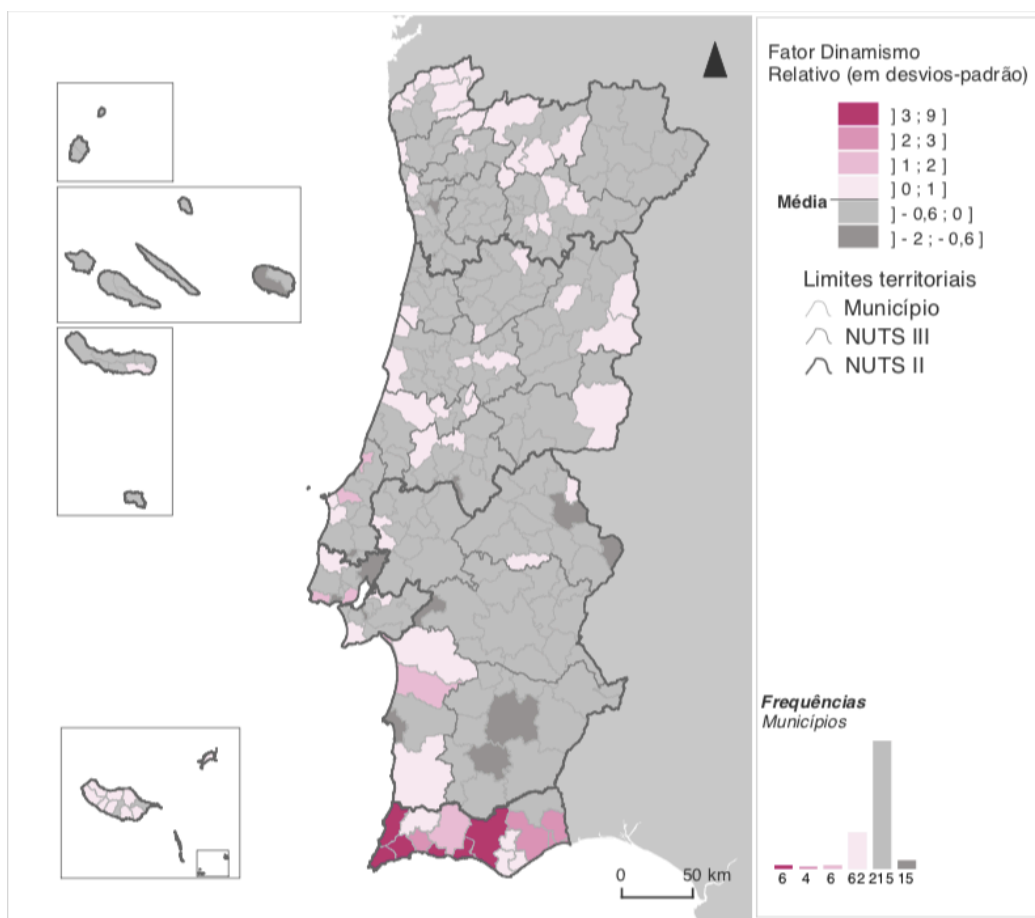 Fator Dinamismo
Relativo (em desvios-padrão)
] 3 ; 9 ]
] 2 ; 3 ]
] 1 ; 2 ]
] 0 ; 1 ]
Média
] - 0,6 ; 0 ]
] - 2 ; - 0,6 ]
Limites territoriais
Município
NUTS III
NUTS II
Frequências
Municípios
6 4 6 62 215 15
0 50 km